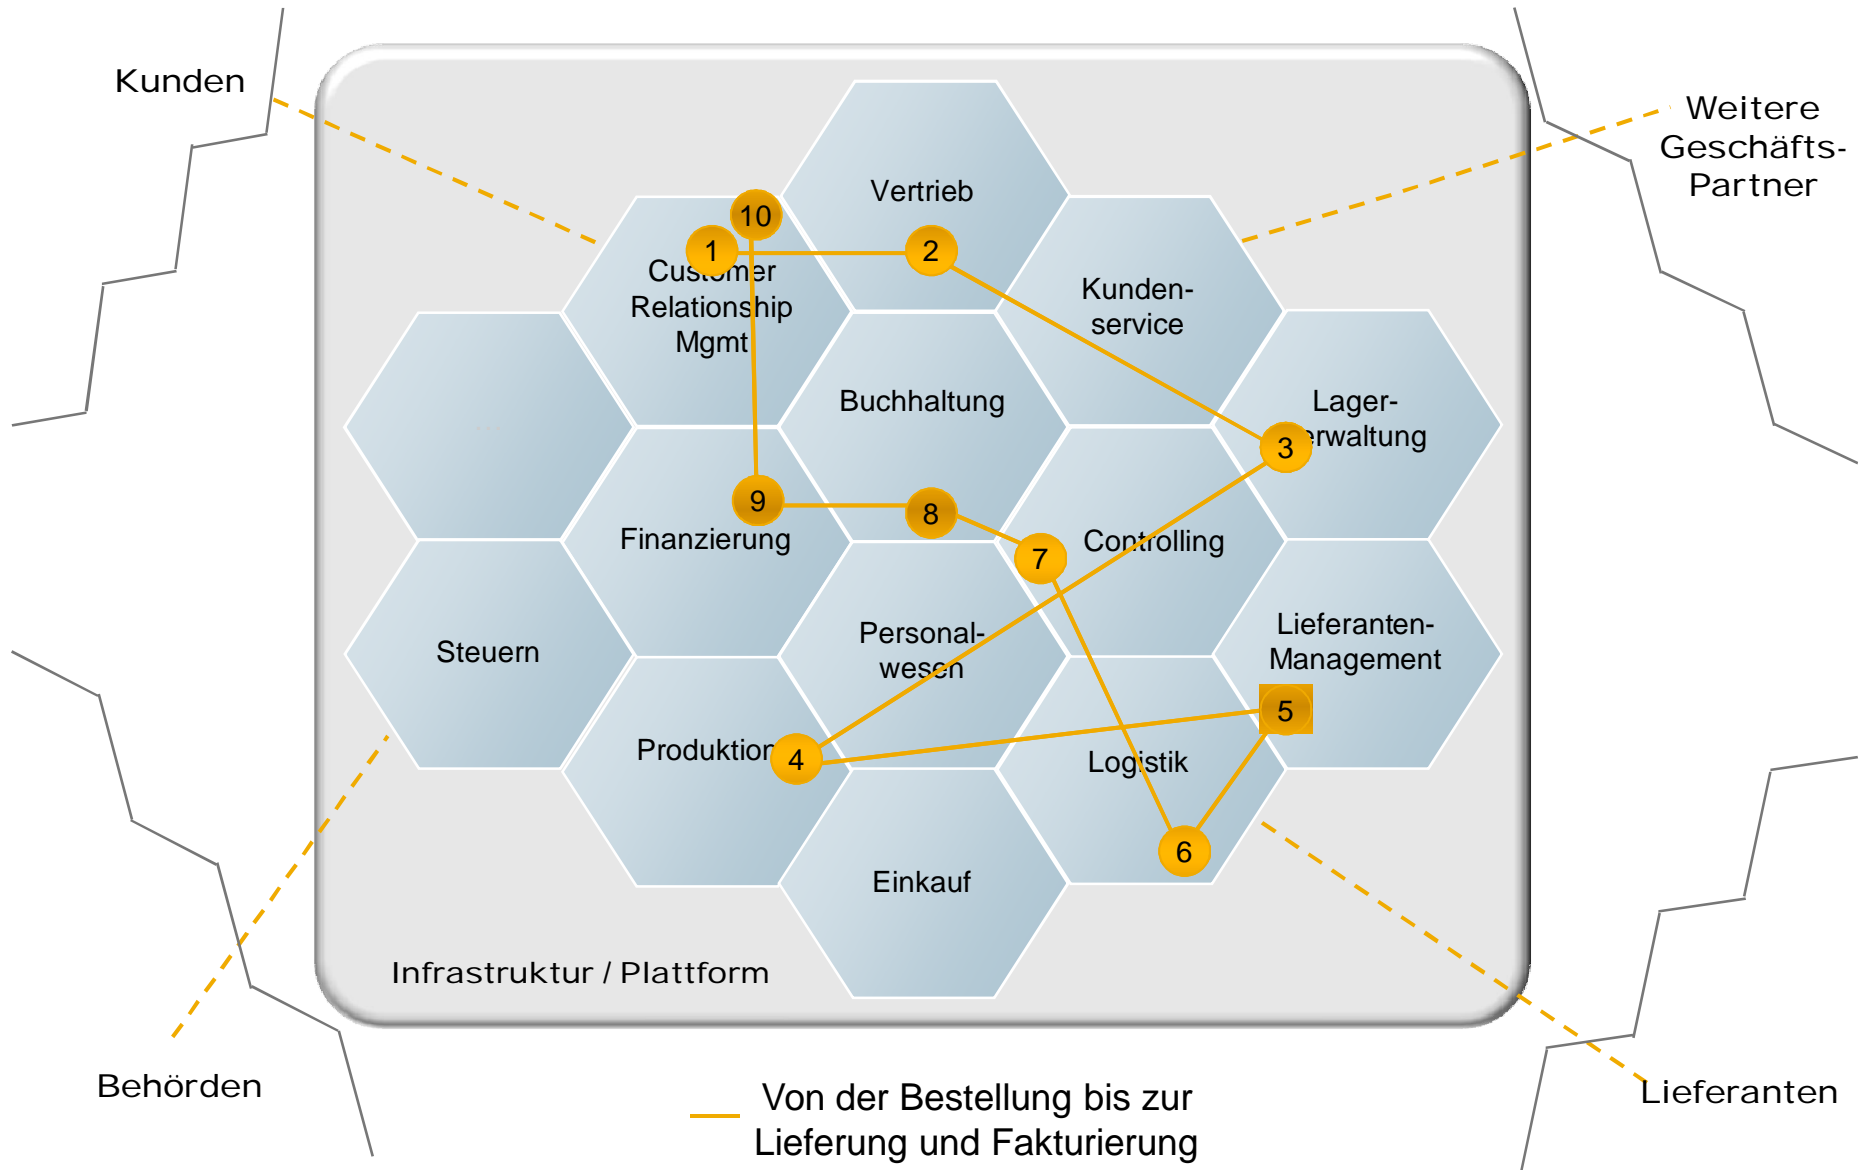 Kunden
Weitere
Geschäfts-
Partner
Vertrieb
10
1
2
Customer
Relationship
Mgmt
Kunden-
service
Buchhaltung
Lager-
verwaltung
3
...
9
8
Finanzierung
7
Controlling
Steuern
Personal-
wesen
Lieferanten-
Management
5
Produktion
4
Logistik
6
Einkauf
Infrastruktur / Plattform
Behörden
Lieferanten
Von der Bestellung bis zur
Lieferung und Fakturierung